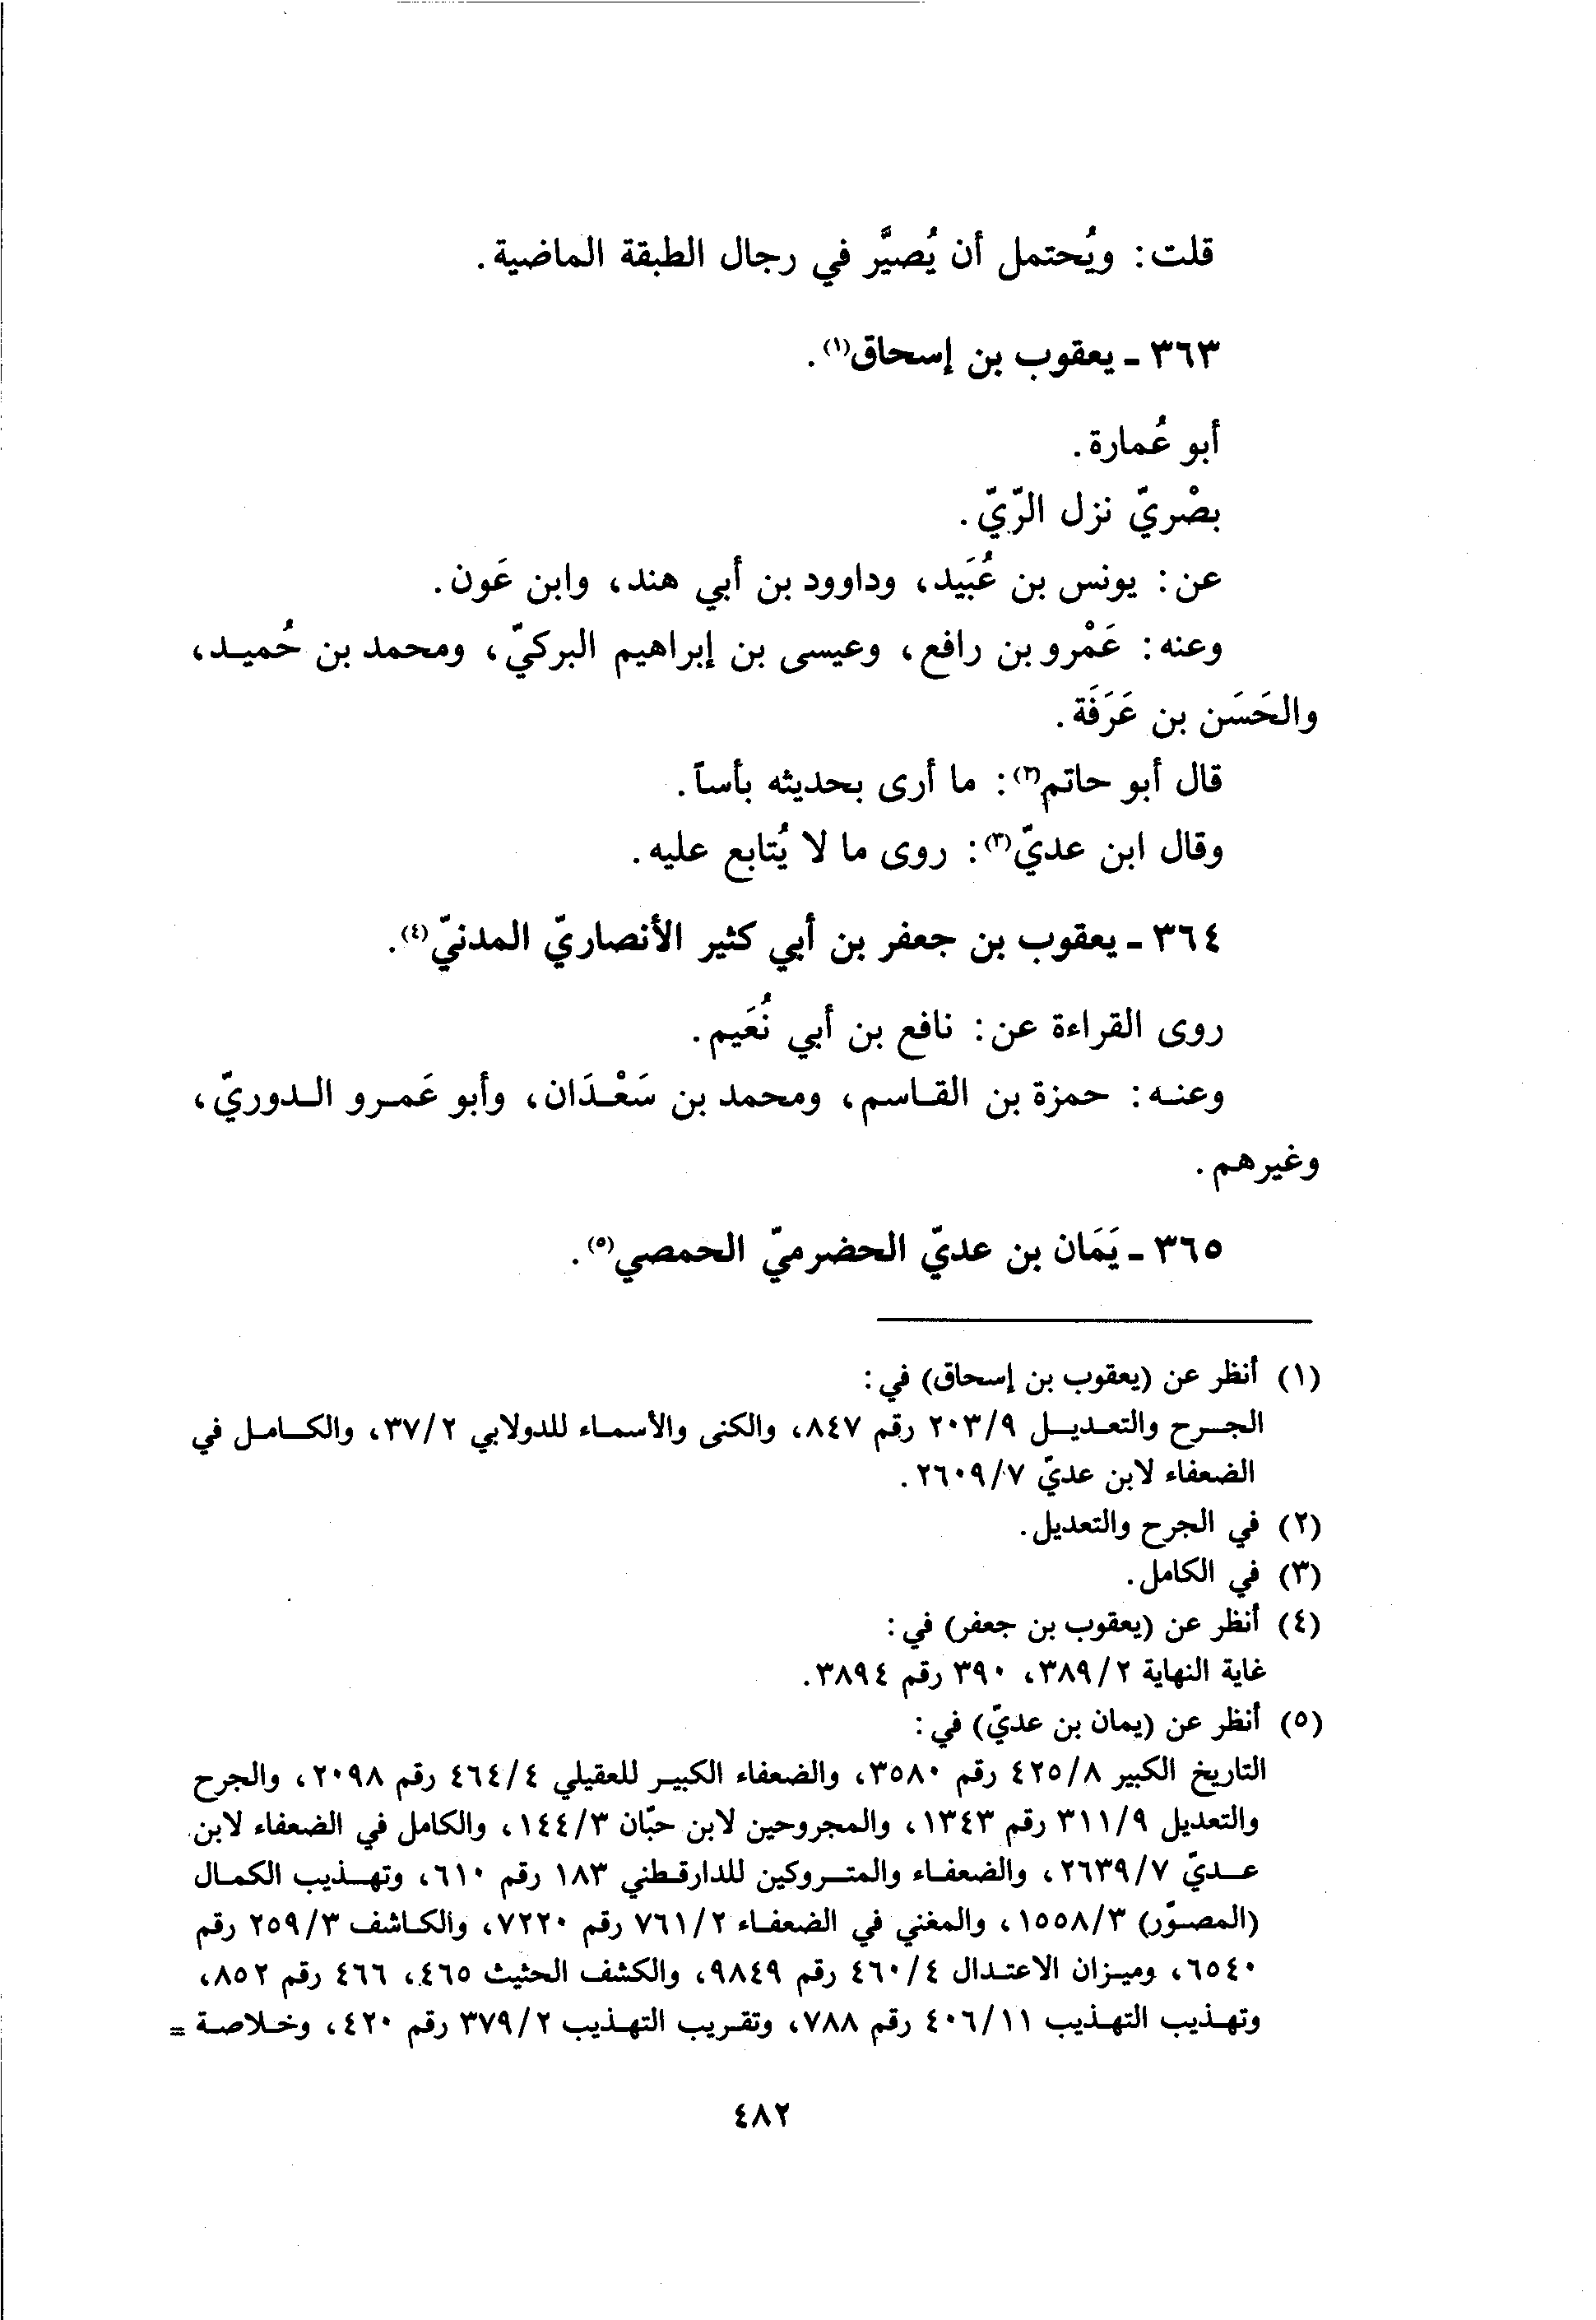 قلت: ويُحتمل أن يُصيَّر في رجال الطبقة الماضية.
٣٦٣ - يعقوب بن إسحاق(١).
أبو عُمارة.
بصْريّ نزل الرّيّ.
عن: يونس بن عُبَيد، وداوود بن أبي هند، وابن عَون.
وعنه: عَمْرو بن رافع، وعيسى بن إبراهيم البركيّ، ومحمد بن حُميد،
والحَسَن بن عَرَفَة.
قال أبو حاتم(٢): ما أرى بحديثه بأساً.
وقال ابن عديّ(٣): روى ما لا يُتابع عليه.
٣٦٤ - يعقوب بن جعفر بن أبي كثير الأنصاريّ المدنيّ(٤).
روى القراءة عن: نافع بن أبي نُعَيم.
وعنه: حمزة بن القاسم، ومحمد بن سَعْدَان، وأبو عَمرو الدوريّ،
وغيرهم.
٣٦٥ - يَمَان بن عديّ الحضرميّ الحمصي(٥).
(١) أنظر عن (يعقوب بن إسحاق) في:
الجرح والتعديل ٢٠٣/٩ رقم ٨٤٧، والكنى والأسماء للدولابي ٣٧/٢، والكامل في
الضعفاء لابن عديّ ٢٦٠٩/٧.
(٢) في الجرح والتعديل.
(٣) في الكامل.
(٤) أنظر عن (يعقوب بن جعفر) في:
غاية النهاية ٣٨٩/٢، ٣٩٠ رقم ٣٨٩٤.
(٥) أنظر عن (يمان بن عديّ) في:
التاريخ الكبير ٤٢٥/٨ رقم ٣٥٨٠، والضعفاء الكبير للعقيلي ٤٦٤/٤ رقم ٢٠٩٨، والجرح
والتعديل ٣١١/٩ رقم ١٣٤٣، والمجروحين لابن حبّان ١٤٤/٣، والكامل في الضعفاء لابن
عديّ ٢٦٣٩/٧، والضعفاء والمتروكين للدارقطني ١٨٣ رقم ٦١٠، وتهذيب الكمال
(المصوّر) ١٥٥٨/٣، والمغني في الضعفاء ٧٦١/٢ رقم ٧٢٢٠، والكاشف ٢٥٩/٣ رقم
٦٥٤٠، وميزان الاعتدال ٤٦٠/٤ رقم ٩٨٤٩، والكشف الحثيث ٤٦٥، ٤٦٦ رقم ٨٥٢،
وتهذيب التهذيب ٤٠٦/١١ رقم ٧٨٨، وتقريب التهذيب ٣٧٩/٢ رقم ٤٢٠، وخلاصة =
٤٨٢